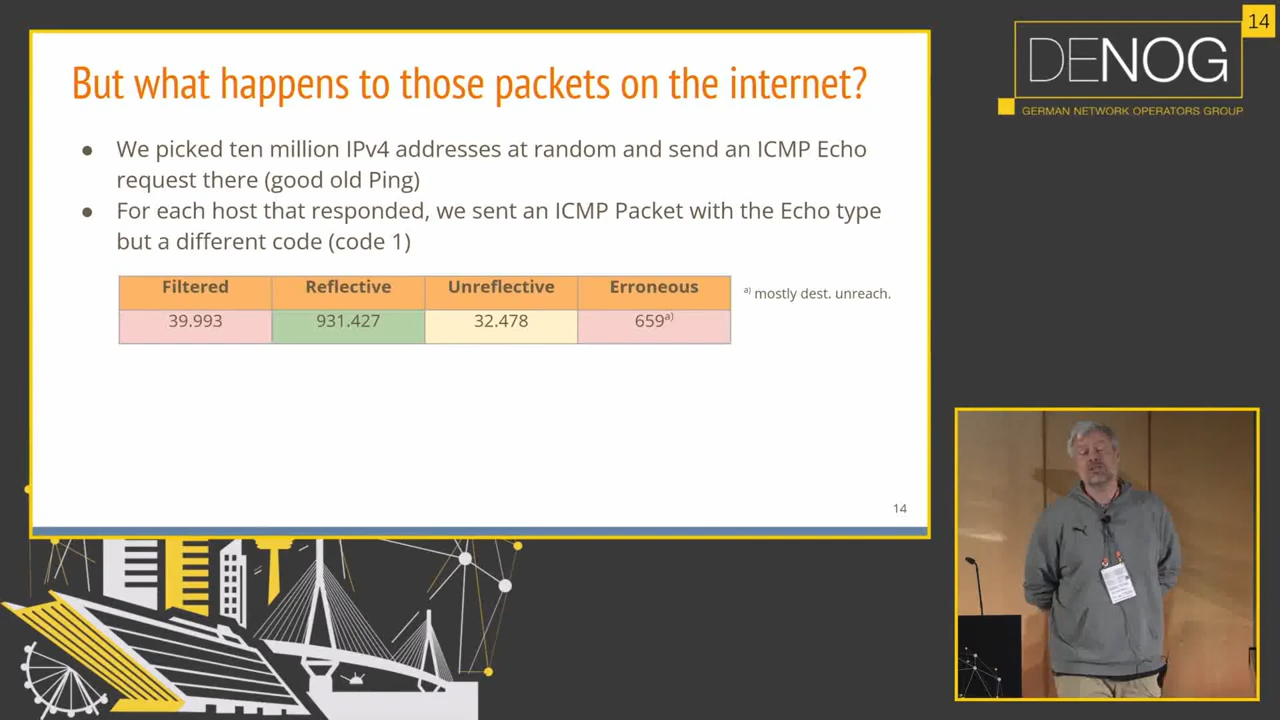 But what happens to those packets on the internet?
● We picked ten million IPv4 addresses at random and send an ICMP Echo
request there (good old Ping)
● For each host that responded, we sent an ICMP Packet with the Echo type
but a different code (code 1)
Filtered Reflective Unreflective Erroneous
39.993 931.427 32.478 659a)
a) mostly dest. unreach.
14
14
DENOG
GERMAN NETWORK OPERATORS GROUP